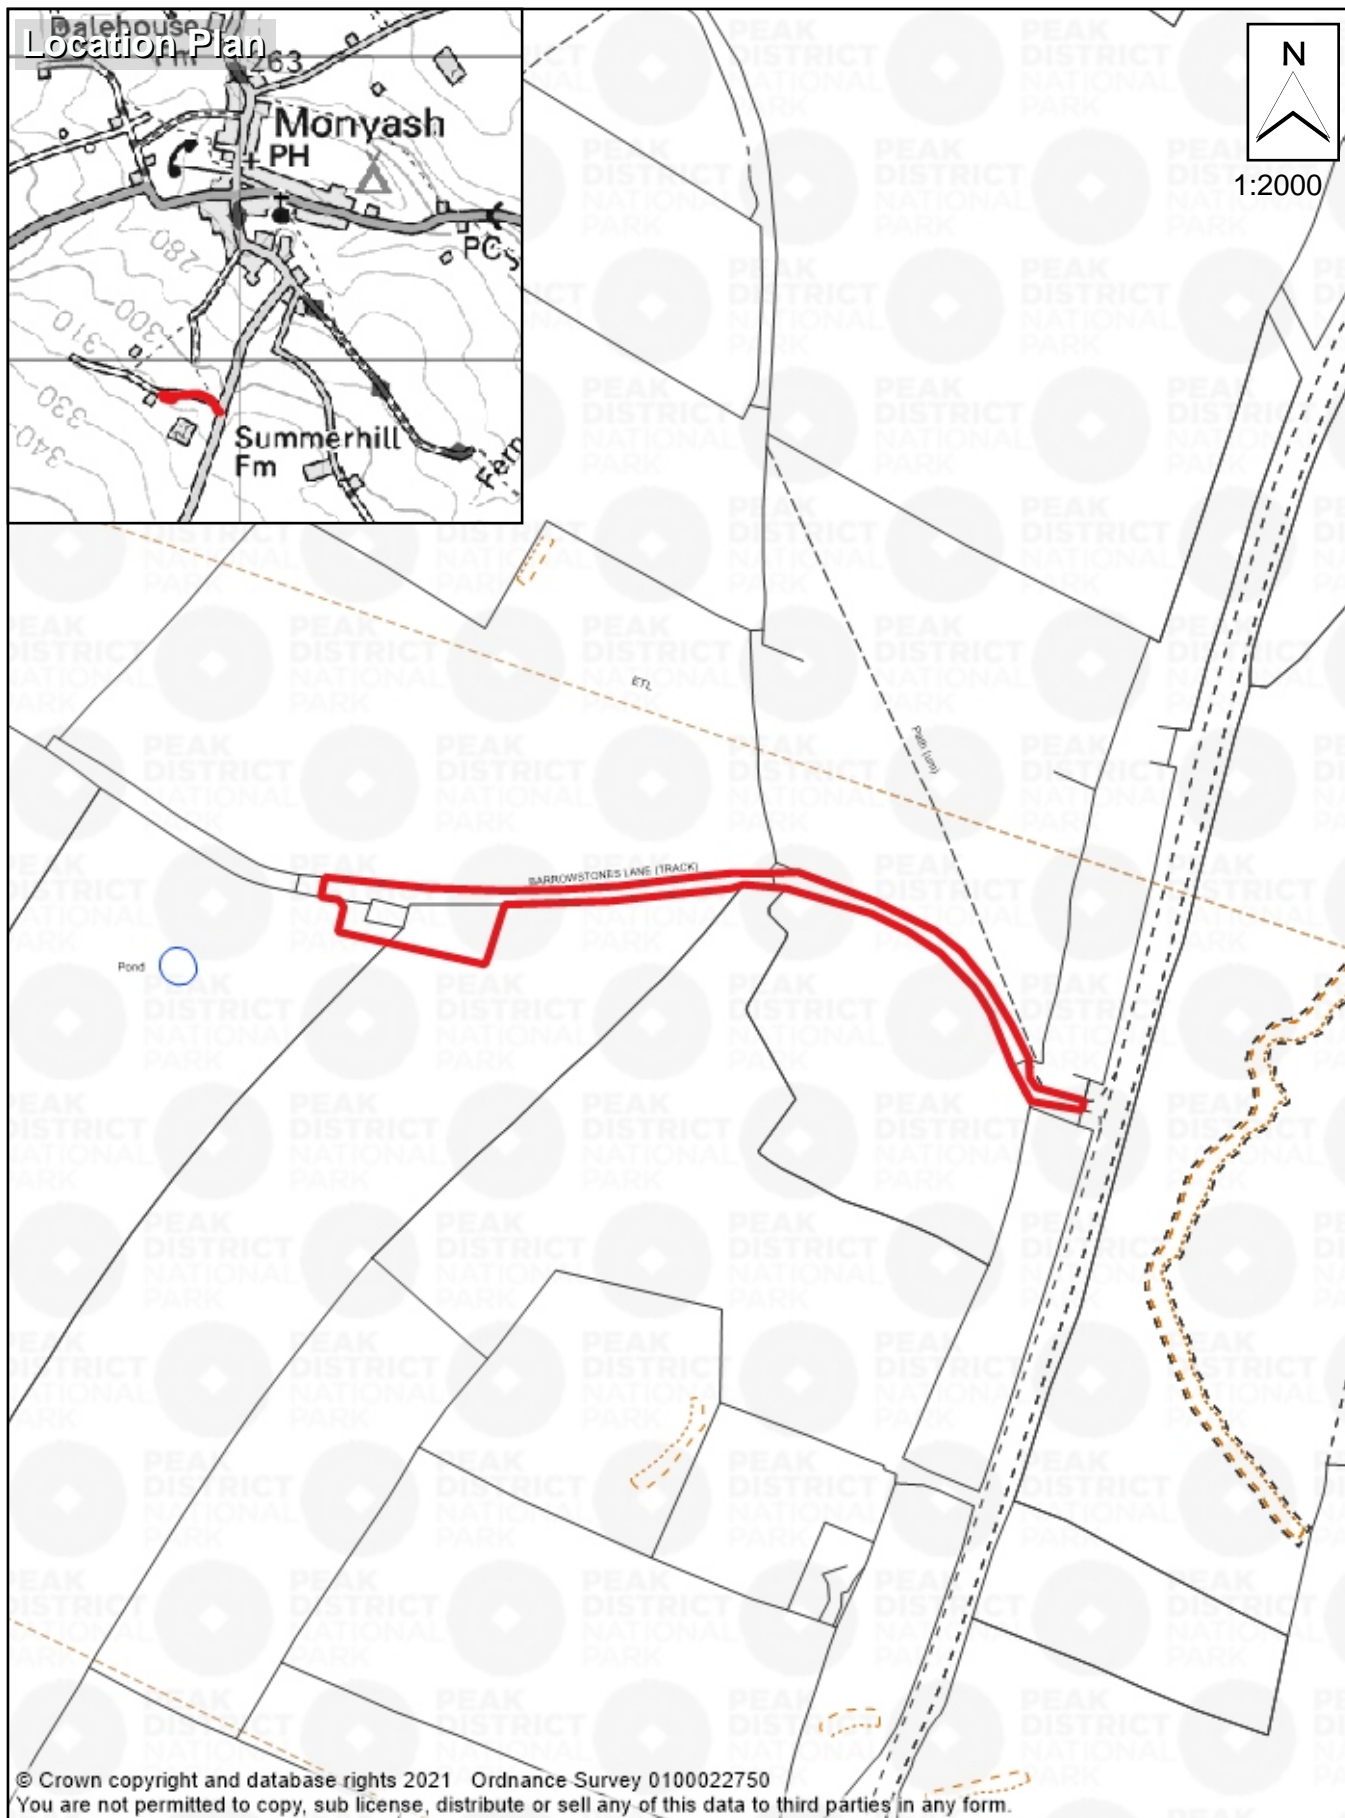 Location Plan
Dalehouse
Fm
263
Monyash
PH
PCs
280
300
310
330
340
Summerhill
Fm
Fern
N
1:2000
ETL
Path (um)
BARROWSTONES LANE (TRACK)
Pond
PEAK
DISTRICT
NATIONAL
PARK
© Crown copyright and database rights 2021 Ordnance Survey 0100022750
You are not permitted to copy, sub license, distribute or sell any of this data to third parties in any form.